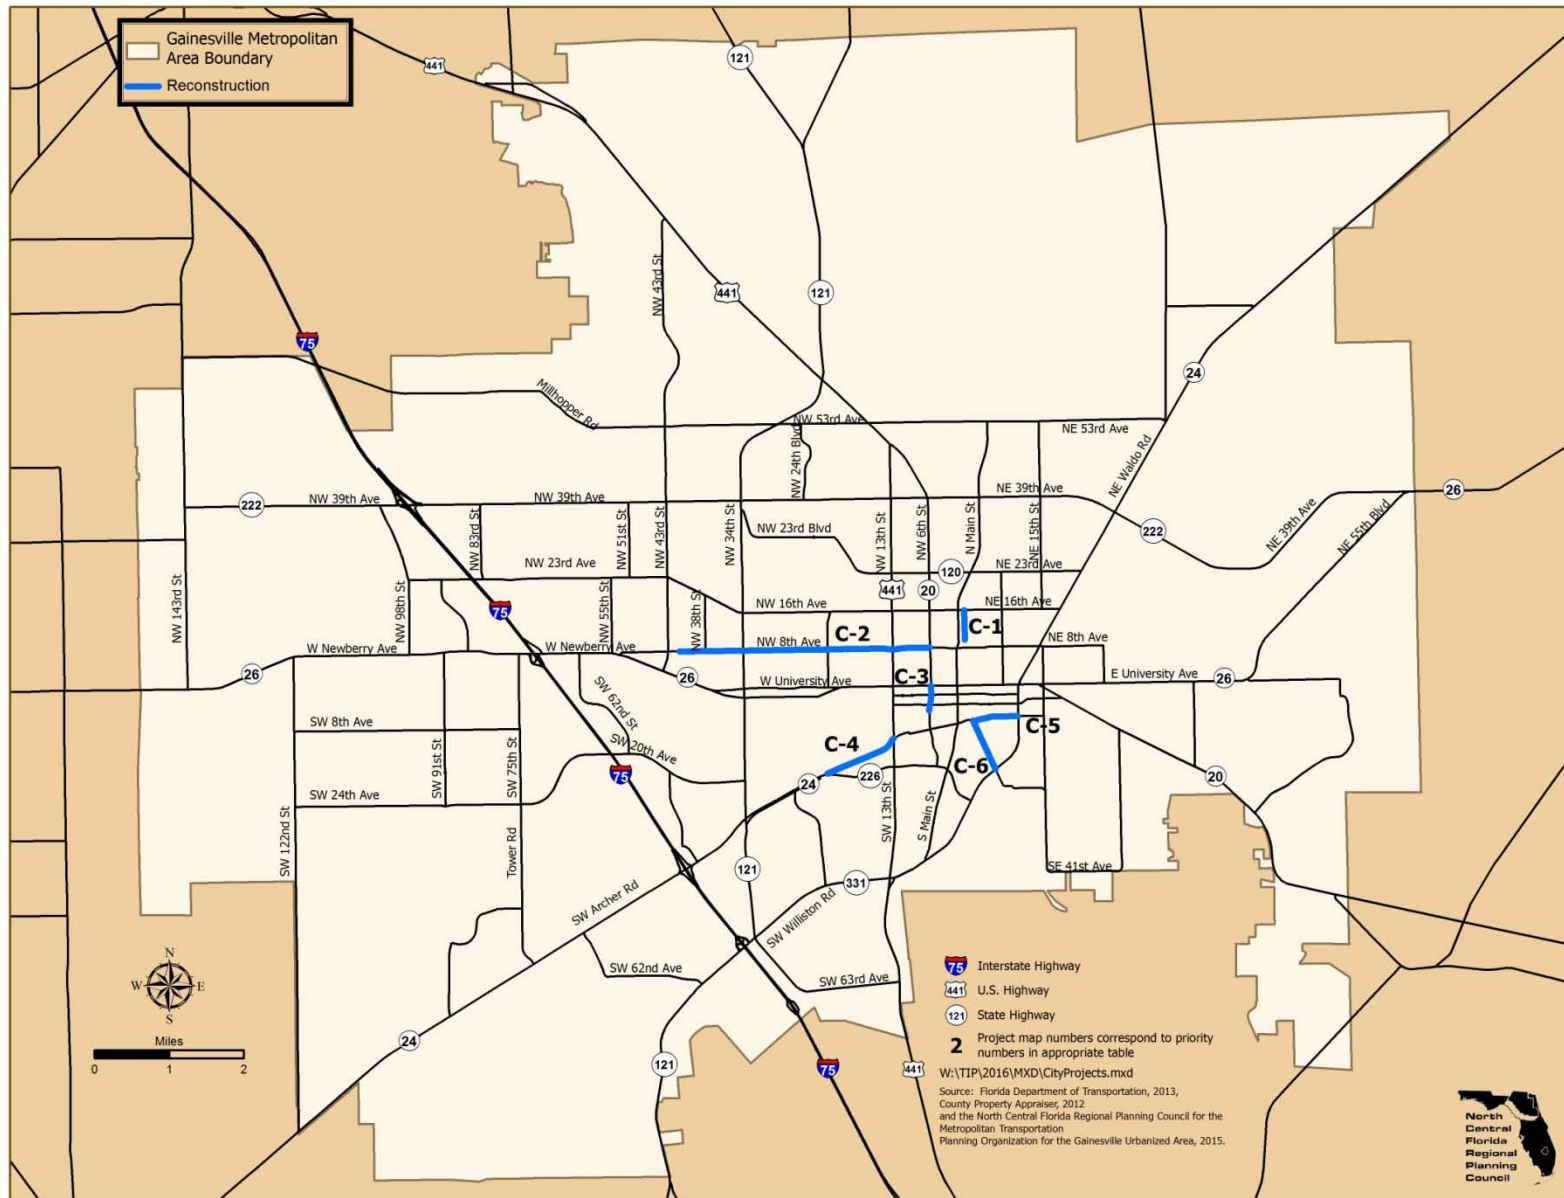 Gainesville Metropolitan
Area Boundary
Reconstruction
441
121
75
NW 43rd St
441
121
24
Millhopper Rd
NW 53rd Ave
NE 53rd Ave
NW 24th Blvd
NE Waldo Rd
222
NW 39th Ave
NW 39th Ave
NE 39th Ave
26
NW 83rd St
NW 51st St
NW 43rd St
NW 34th St
NW 23rd Blvd
NW 13th St
NW 6th St
N Main St
NE 15th St
222
NE 39th Ave
NE 55th Blvd
NW 23rd Ave
120
NE 23rd Ave
NW 143rd St
NW 98th St
75
NW 55th St
NW 38th St
NW 16th Ave
441
20
NE 16th Ave
C-1
C-2
NW 8th Ave
NE 8th Ave
W Newberry Ave
W Newberry Ave
26
26
C-3
W University Ave
E University Ave
26
SW 62nd St
SW 8th Ave
SW 20th Ave
C-4
C-5
C-6
SW 91st St
SW 75th St
75
226
24
20
SW 24th Ave
SW 122nd St
Tower Rd
SW 13th St
S Main St
121
331
SE 41st Ave
SW Archer Rd
SW Williston Rd
SW 62nd Ave
SW 63rd Ave
N
W
E
S
Miles
0
1
2
24
121
75
441
75
Interstate Highway
441
U.S. Highway
121
State Highway
2
Project map numbers correspond to priority
numbers in appropriate table
W:\TIP\2016\MXD\CityProjects.mxd
Source: Florida Department of Transportation, 2013,
County Property Appraiser, 2012
and the North Central Florida Regional Planning Council for the
Metropolitan Transportation
Planning Organization for the Gainesville Urbanized Area, 2015.
North
Central
Florida
Regional
Planning
Council